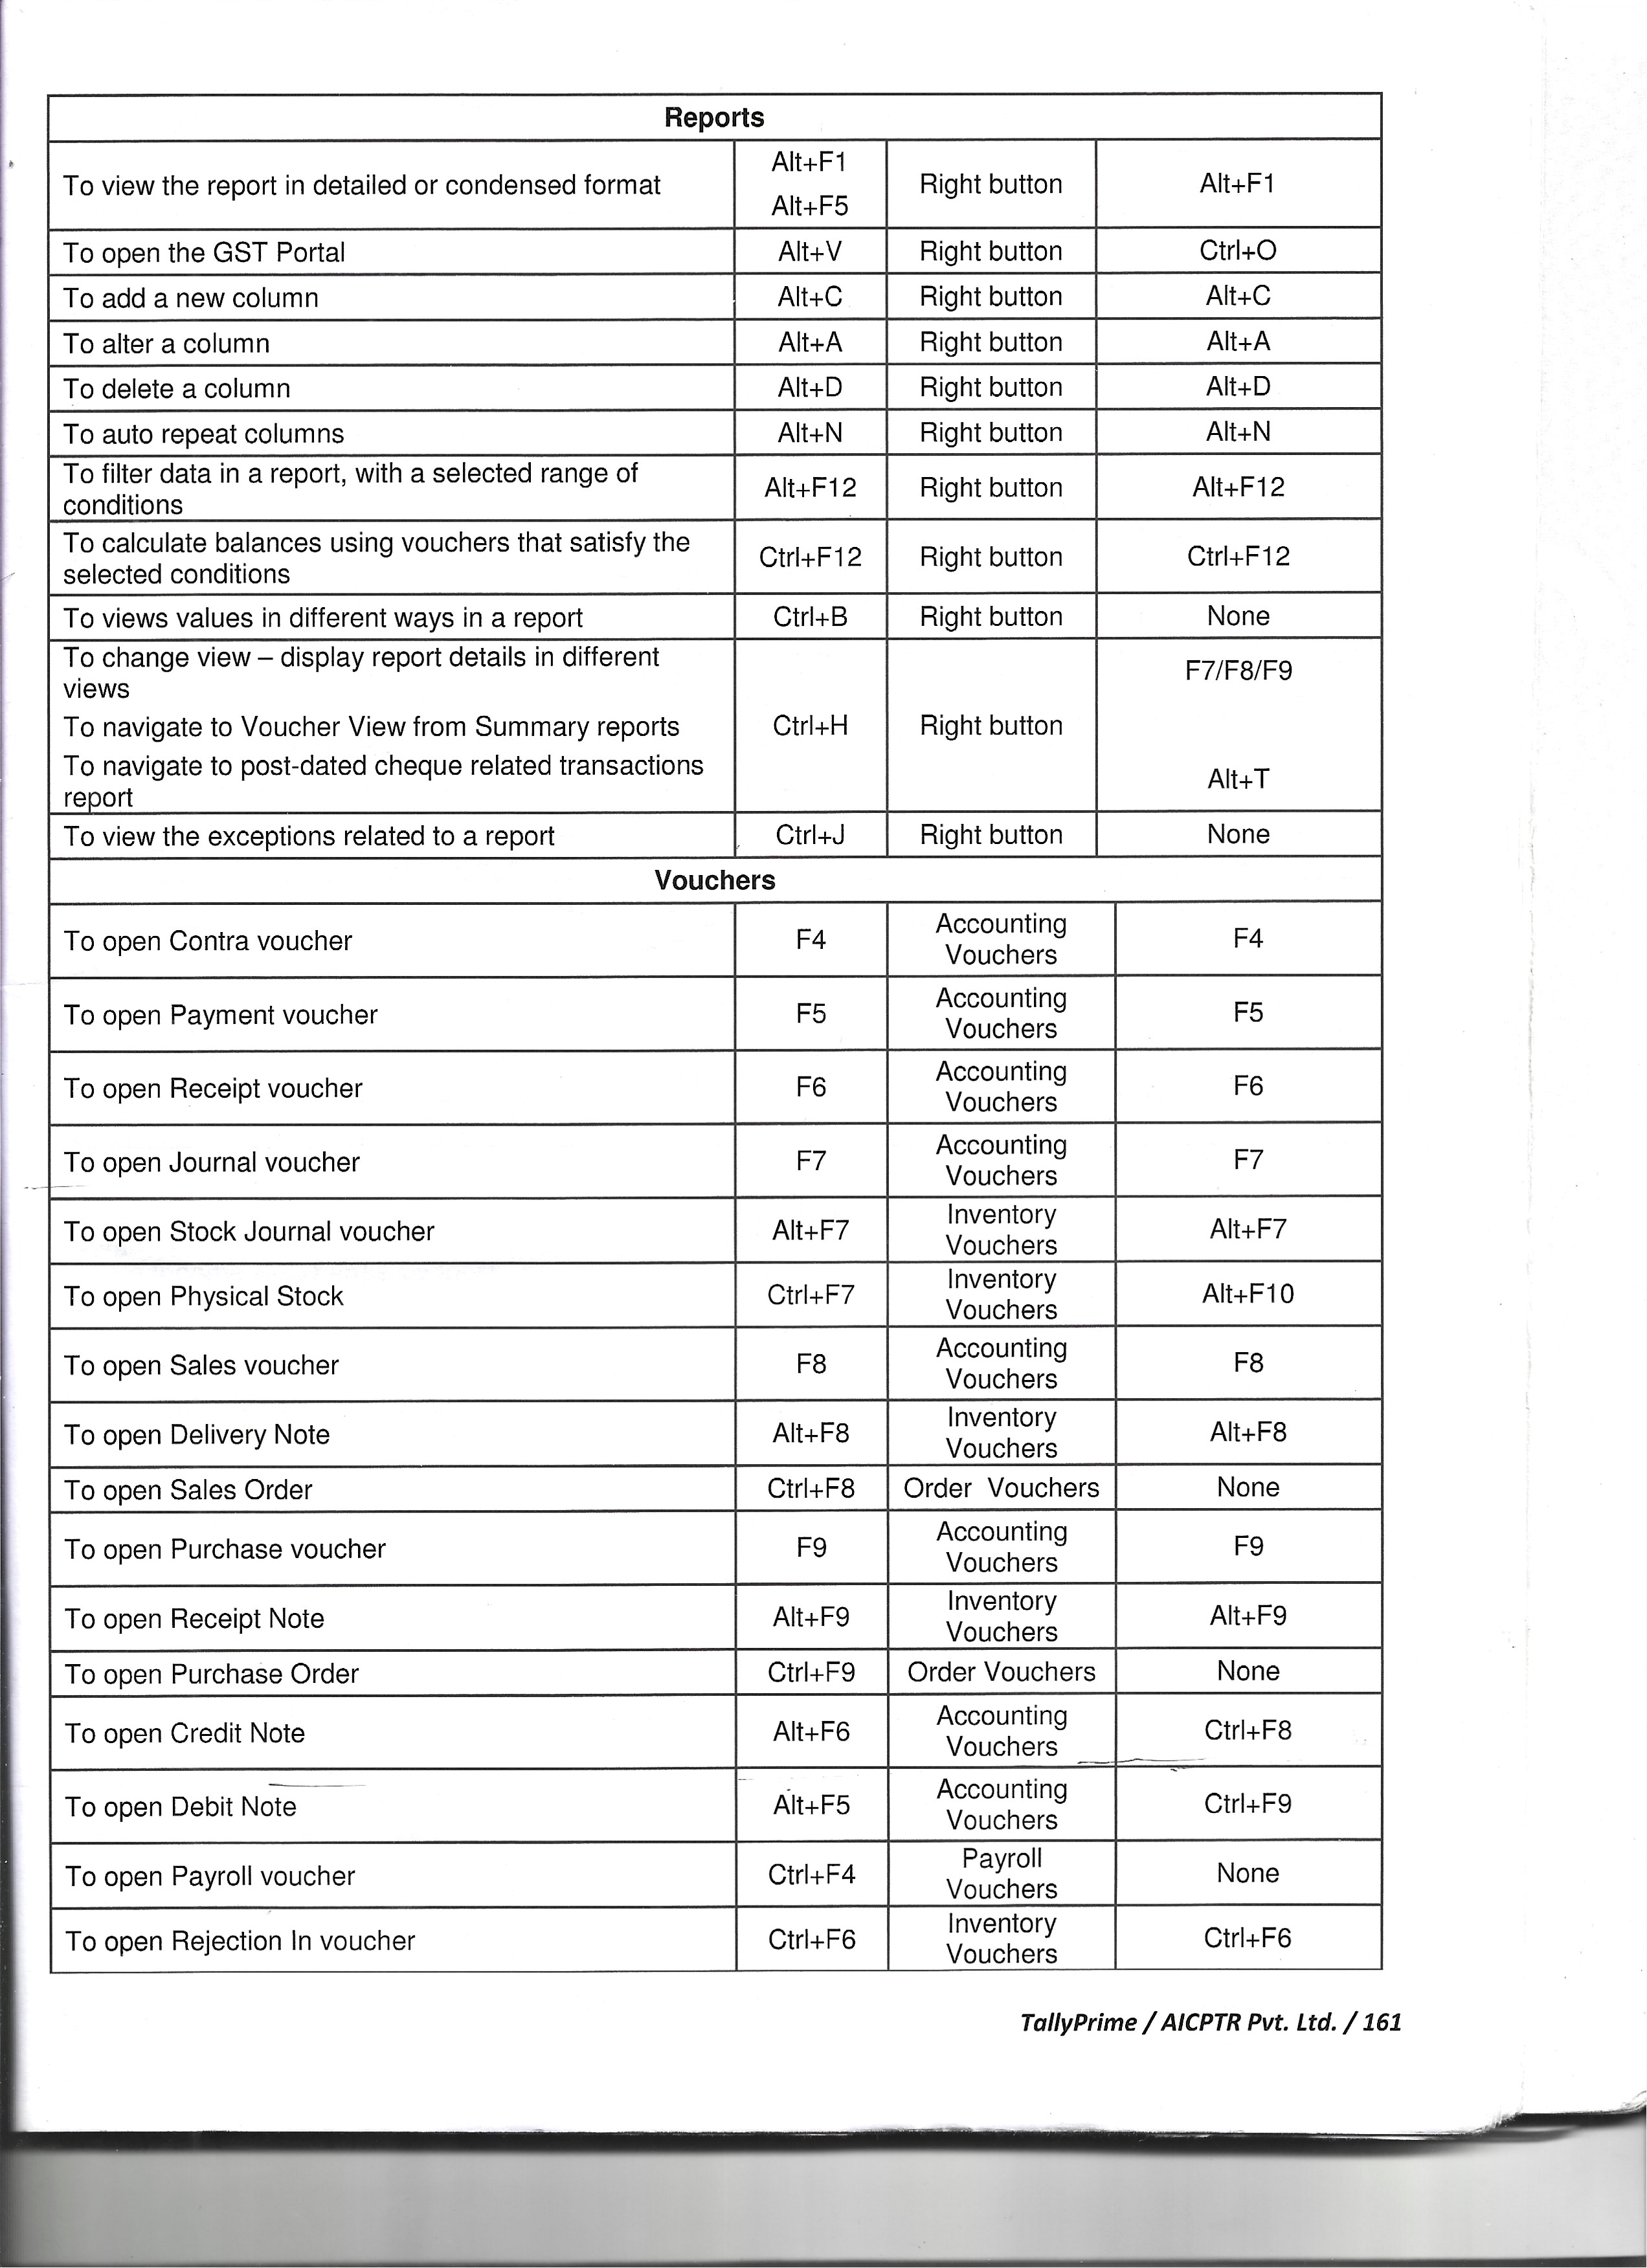 Reports
To view the report in detailed or condensed format Alt+F1 Alt+F5 Right button Alt+F1
To open the GST Portal Alt+V Right button Ctrl+O
To add a new column Alt+C Right button Alt+C
To alter a column Alt+A Right button Alt+A
To delete a column Alt+D Right button Alt+D
To auto repeat columns Alt+N Right button Alt+N
To filter data in a report, with a selected range of
conditions Alt+F12 Right button Alt+F12
To calculate balances using vouchers that satisfy the
selected conditions Ctrl+F12 Right button Ctrl+F12
To views values in different ways in a report Ctrl+B Right button None
To change view – display report details in different
views F7/F8/F9
To navigate to Voucher View from Summary reports Ctrl+H Right button
To navigate to post-dated cheque related transactions
report Alt+T
To view the exceptions related to a report Ctrl+J Right button None
Vouchers
To open Contra voucher F4 Accounting Vouchers F4
To open Payment voucher F5 Accounting Vouchers F5
To open Receipt voucher F6 Accounting Vouchers F6
To open Journal voucher F7 Accounting Vouchers F7
To open Stock Journal voucher Alt+F7 Inventory Vouchers Alt+F7
To open Physical Stock Ctrl+F7 Inventory Vouchers Alt+F10
To open Sales voucher F8 Accounting Vouchers F8
To open Delivery Note Alt+F8 Inventory Vouchers Alt+F8
To open Sales Order Ctrl+F8 Order Vouchers None
To open Purchase voucher F9 Accounting Vouchers F9
To open Receipt Note Alt+F9 Inventory Vouchers Alt+F9
To open Purchase Order Ctrl+F9 Order Vouchers None
To open Credit Note Alt+F6 Accounting Vouchers Ctrl+F8
To open Debit Note Alt+F5 Accounting Vouchers Ctrl+F9
To open Payroll voucher Ctrl+F4 Payroll Vouchers None
To open Rejection In voucher Ctrl+F6 Inventory Vouchers Ctrl+F6
TallyPrime / AICPTR Pvt. Ltd. / 161